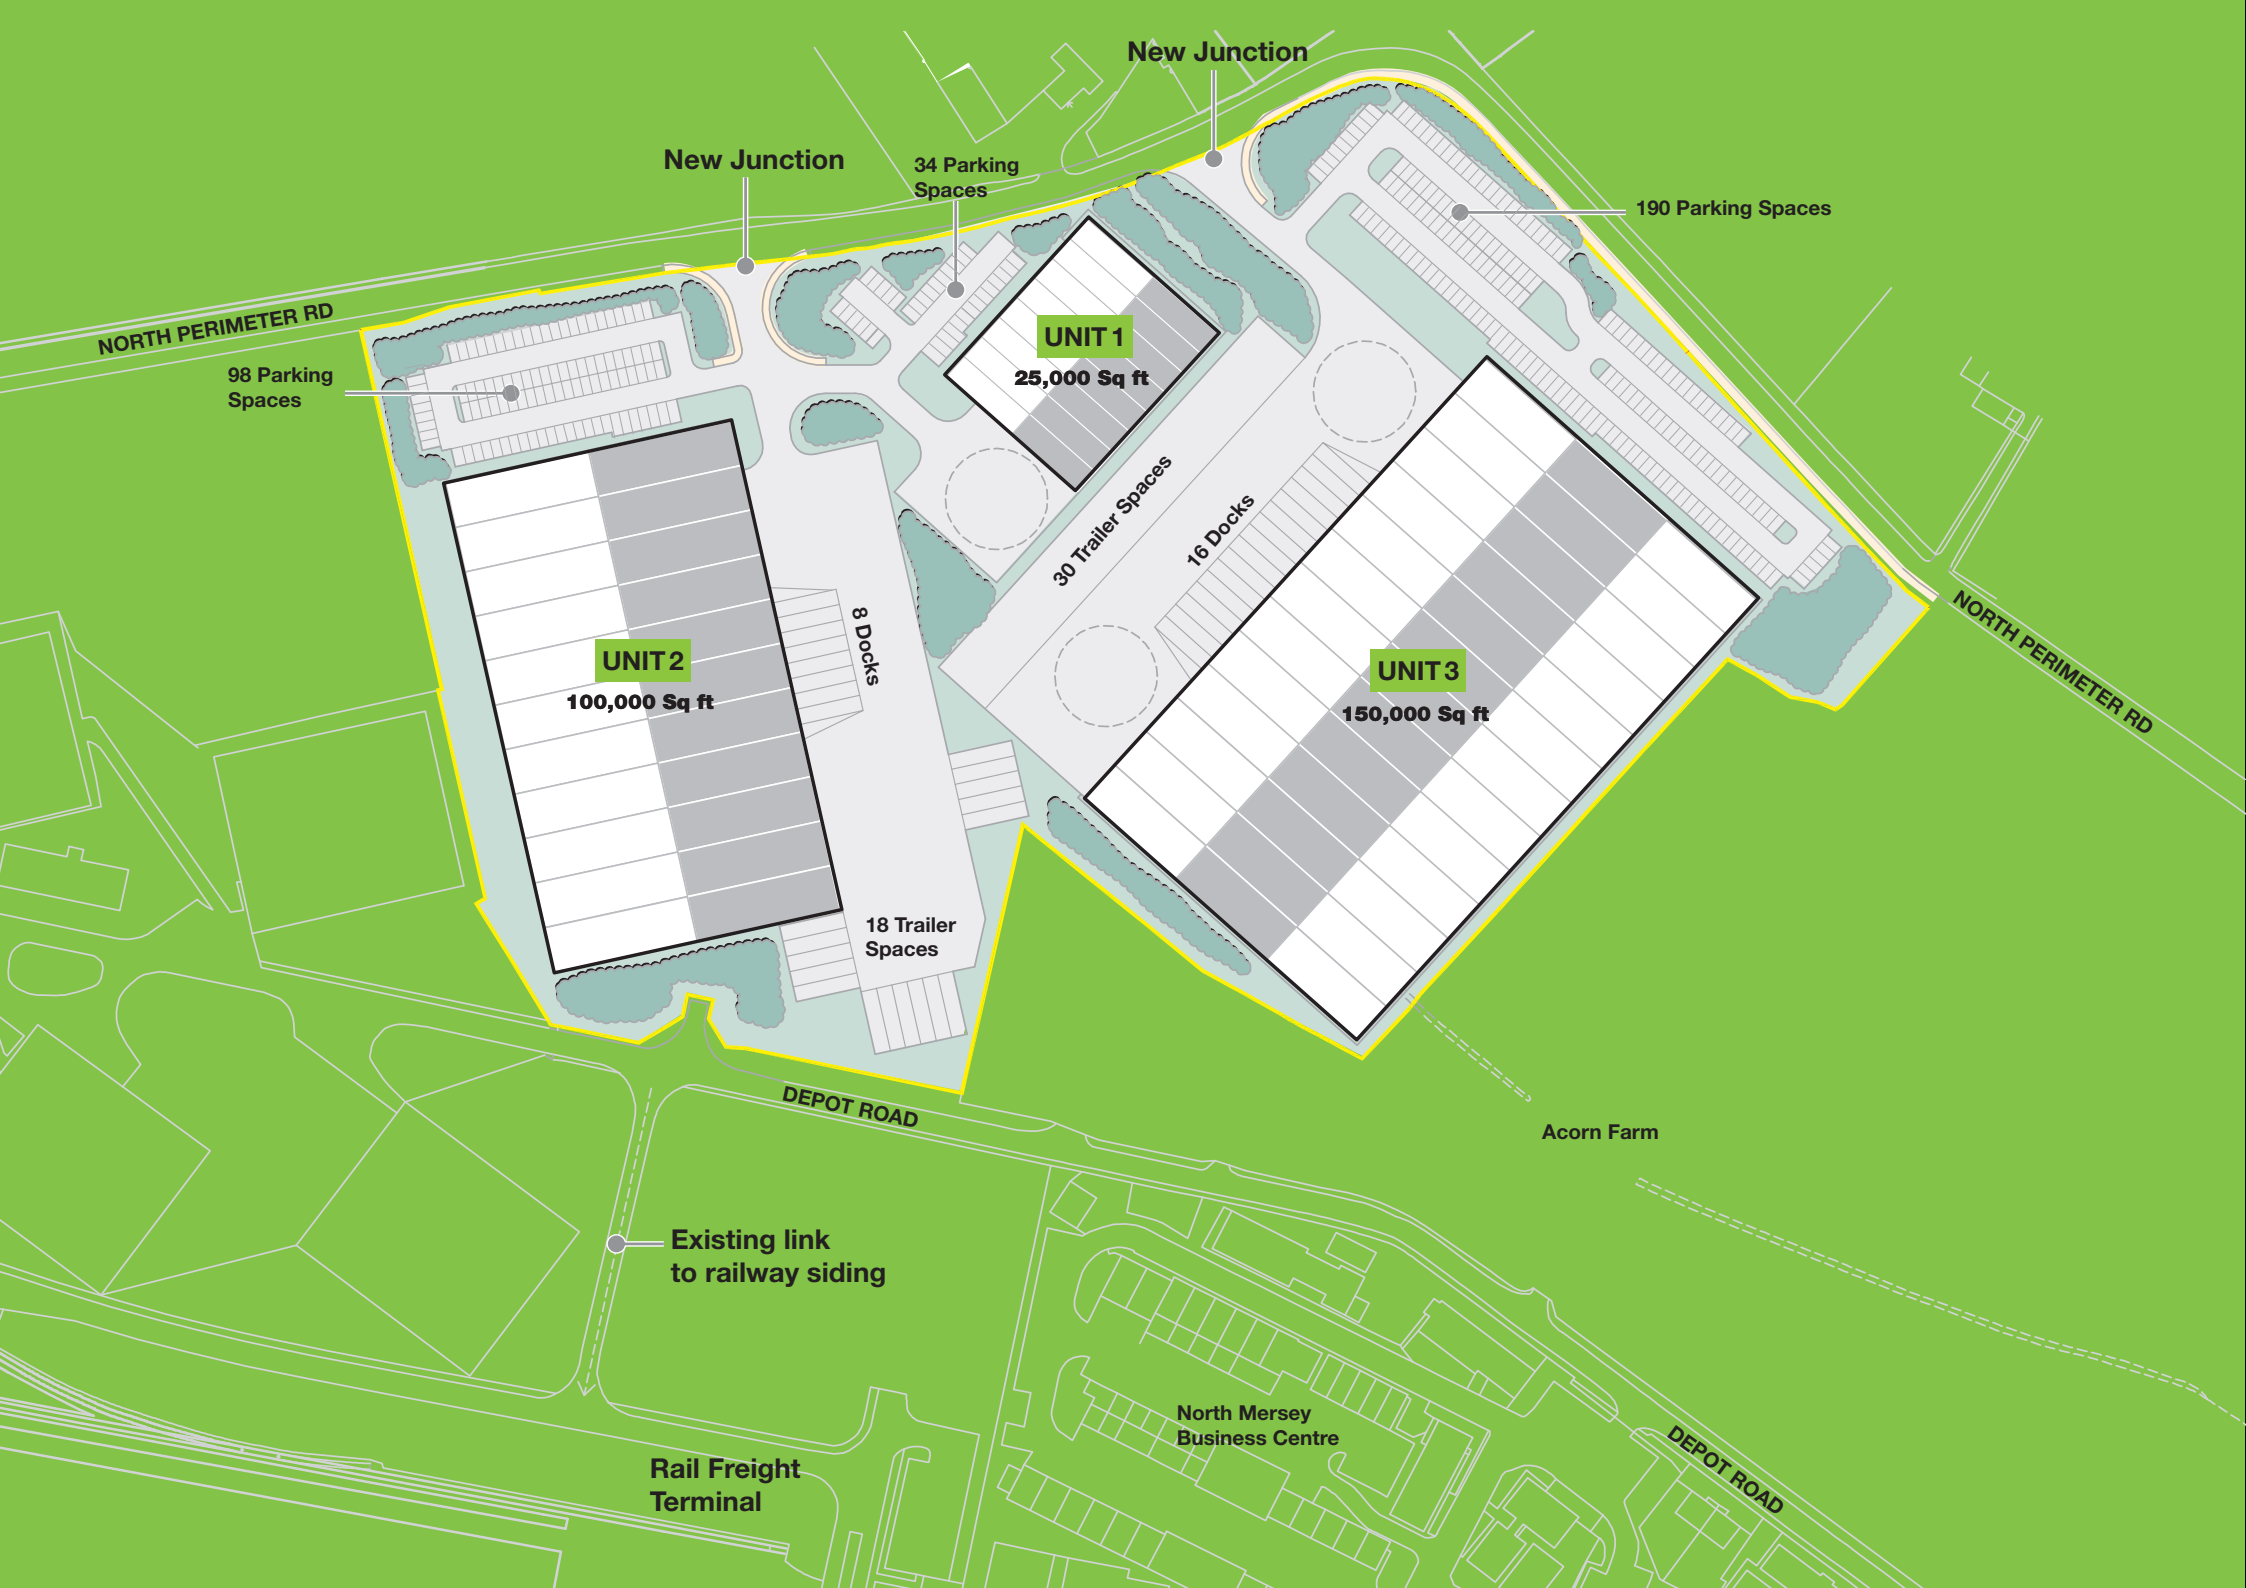 New Junction
New Junction
34 Parking
Spaces
190 Parking Spaces
NORTH PERIMETER RD
98 Parking
Spaces
UNIT 1
25,000 Sq ft
30 Trailer Spaces
16 Docks
8 Docks
UNIT 2
100,000 Sq ft
UNIT 3
150,000 Sq ft
NORTH PERIMETER RD
18 Trailer
Spaces
DEPOT ROAD
Acorn Farm
Existing link
to railway siding
North Mersey
Business Centre
DEPOT ROAD
Rail Freight
Terminal